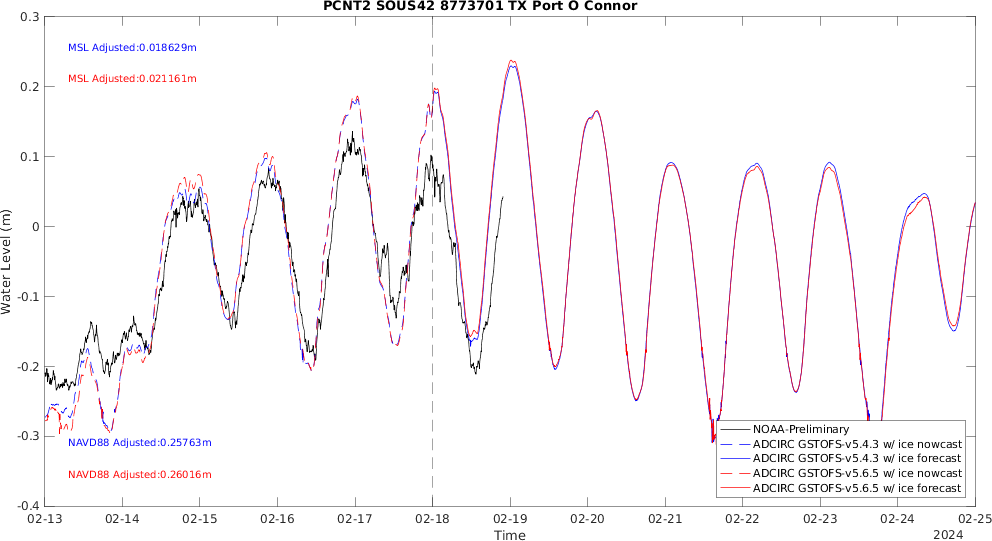 PCNT2 SOUS42 8773701 TX Port O Connor
0.3
0.2
0.1
0
-0.1
-0.2
-0.3
-0.4
Water Level (m)
MSL Adjusted:0.018629m
MSL Adjusted:0.021161m
NAVD88 Adjusted:0.25763m
NAVD88 Adjusted:0.26016m
NOAA-Preliminary
ADCIRC GSTOFS-v5.4.3 w/ ice nowcast
ADCIRC GSTOFS-v5.4.3 w/ ice forecast
ADCIRC GSTOFS-v5.6.5 w/ ice nowcast
ADCIRC GSTOFS-v5.6.5 w/ ice forecast
02-13 02-14 02-15 02-16 02-17 02-18 02-19 02-20 02-21 02-22 02-23 02-24 02-25
Time
2024